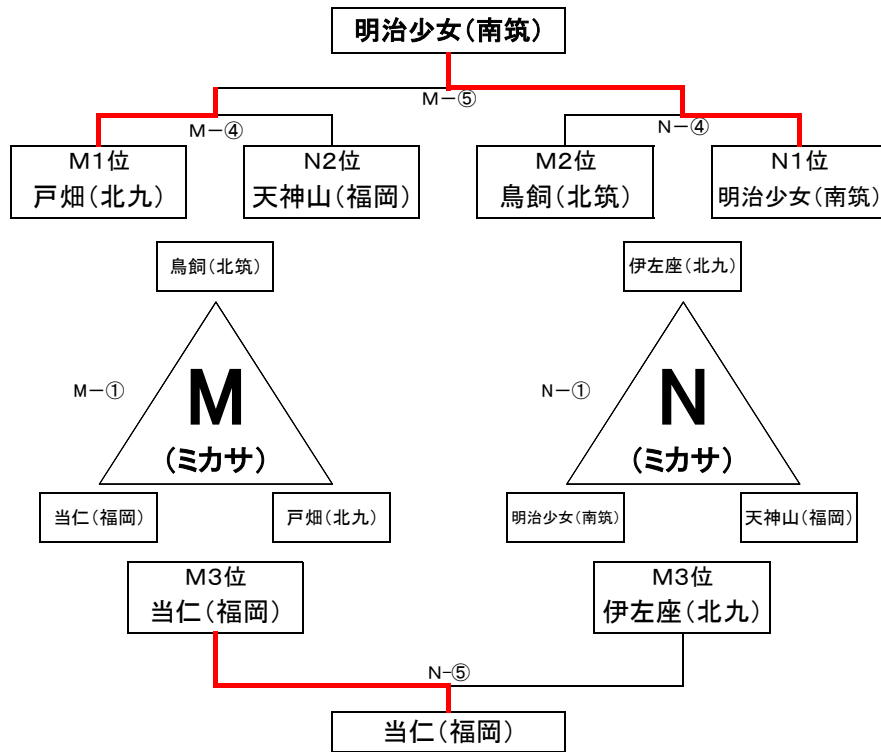 明治少女（南筑）
M－⑤
M－④
N－④
M1位
戸畑（北九）
N2位
天神山（福岡）
M2位
鳥飼（北筑）
N1位
明治少女（南筑）
鳥飼（北筑）
伊左座（北九）
M－①
M
（ミカサ）
N－①
N
（ミカサ）
当仁（福岡）
戸畑（北九）
明治少女（南筑）
天神山（福岡）
M3位
当仁（福岡）
M3位
伊左座（北九）
N-⑤
当仁（福岡）